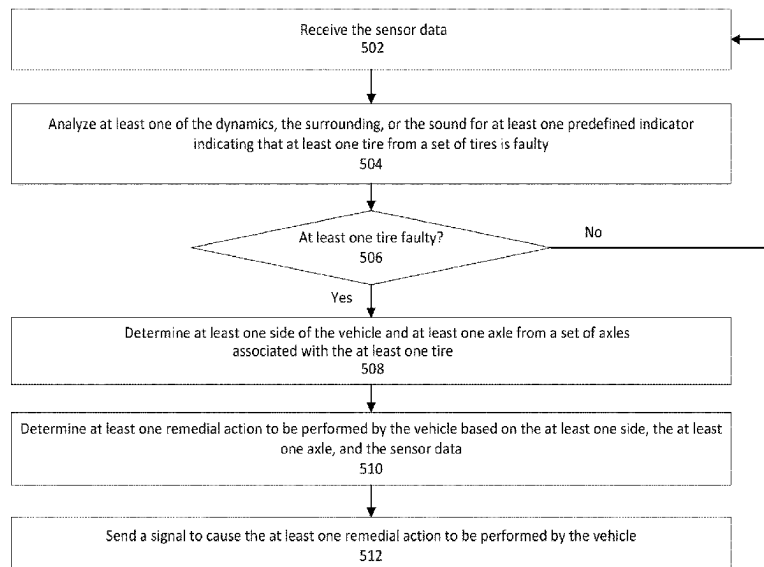 Receive the sensor data
502
Analyze at least one of the dynamics, the surrounding, or the sound for at least one predefined indicator
indicating that at least one tire from a set of tires is faulty
504
At least one tire faulty?
506
No
Yes
Determine at least one side of the vehicle and at least one axle from a set of axles
associated with the at least one tire
508
Determine at least one remedial action to be performed by the vehicle based on the at least one side, the at least
one axle, and the sensor data
510
Send a signal to cause the at least one remedial action to be performed by the vehicle
512